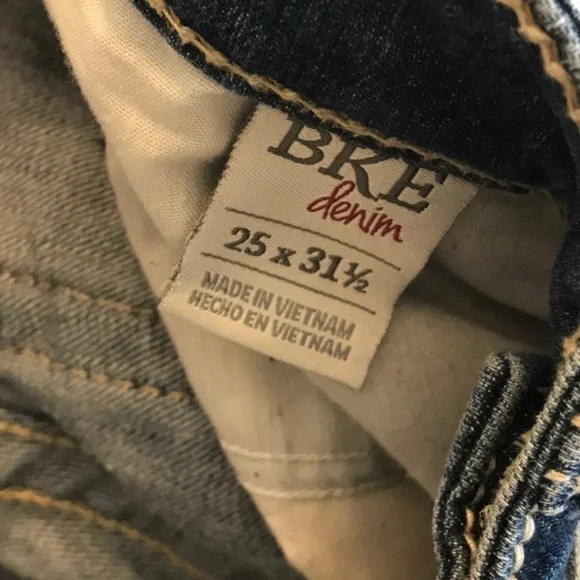 BKE
denim
25 x 31½
MADE IN VIETNAM
HECHO EN VIETNAM